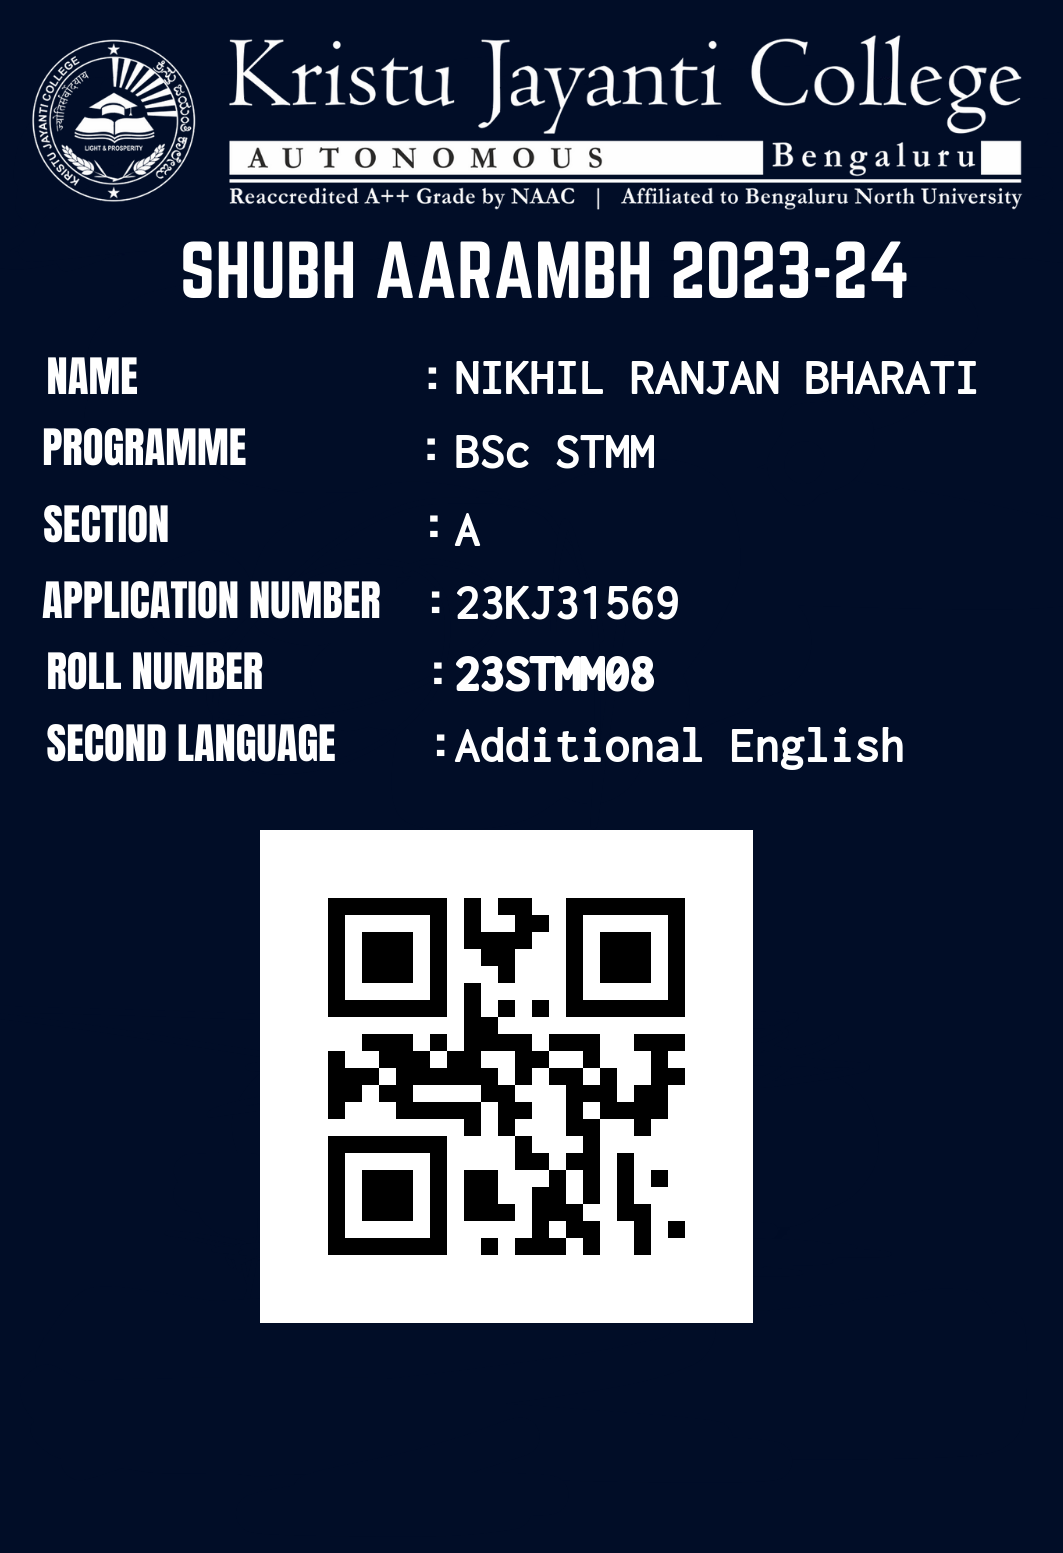 Kristu Jayanti College
AUTONOMOUS Bengaluru
Reaccredited A++ Grade by NAAC | Affiliated to Bengaluru North University
KRISTU JAYANTI COLLEGE
LIGHT & PROSPERITY
SHUBH AARAMBH 2023-24
NAME : NIKHIL RANJAN BHARATI
PROGRAMME : BSc STMM
SECTION : A
APPLICATION NUMBER : 23KJ31569
ROLL NUMBER : 23STMM08
SECOND LANGUAGE : Additional English